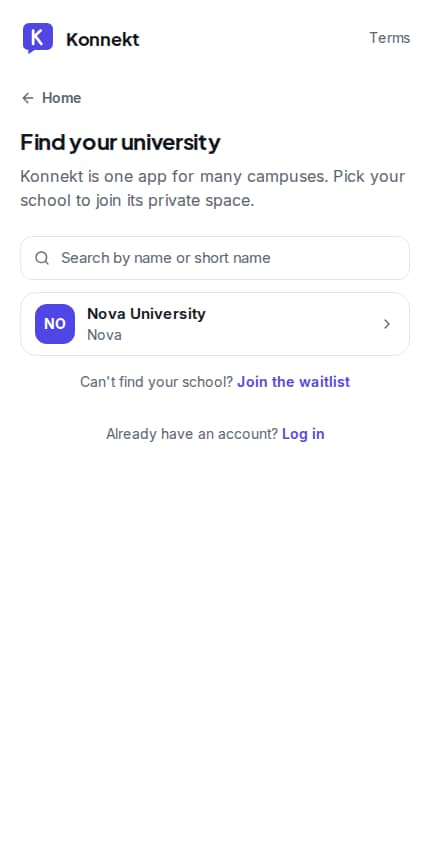 K Konnekt
Terms
Home
Find your university
Konnekt is one app for many campuses. Pick your
school to join its private space.
Search by name or short name
NO
Nova University
Nova
Can't find your school? Join the waitlist
Already have an account? Log in